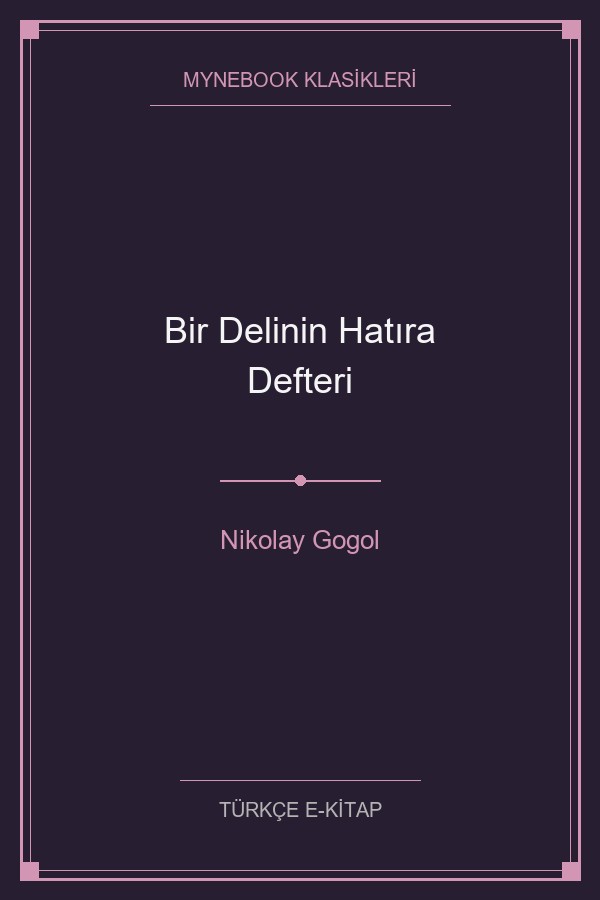 MYNEBOOK KLASİKLERİ
Bir Delinin Hatıra
Defteri
Nikolay Gogol
TÜRKÇE E-KİTAP